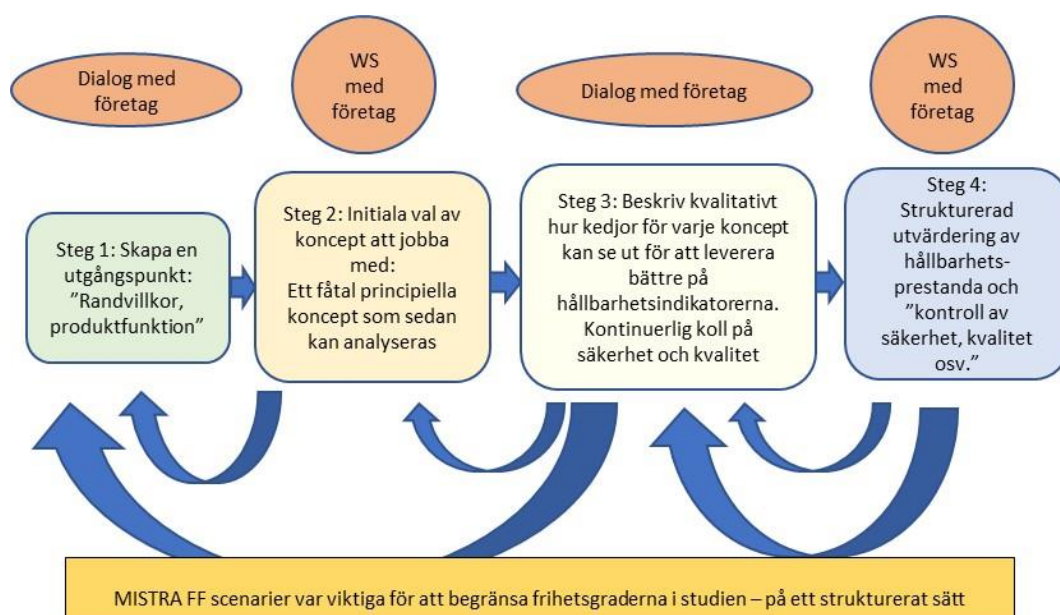 Dialog med
företag
WS
med
företag
Dialog med företag
WS
med
företag
Steg 1: Skapa en
utgångspunkt:
”Randvillkor,
produktfunktion”
Steg 2: Initiala val av
koncept att jobba
med:
Ett fåtal principiella
koncept som sedan
kan analyseras
Steg 3: Beskriv kvalitativt
hur kedjor för varje koncept
kan se ut för att leverera
bättre på
hållbarhetsindikatorerna.
Kontinuerlig koll på
säkerhet och kvalitet
Steg 4:
Strukturerad
utvärdering av
hållbarhets-
prestanda och
”kontroll av
säkerhet, kvalitet
osv.”
MISTRA FF scenarier var viktiga för att begränsa frihetsgraderna i studien – på ett strukturerat sätt